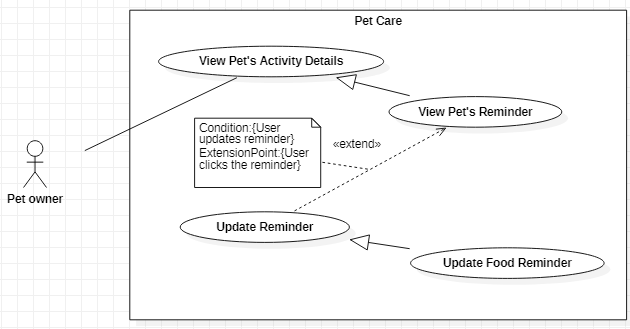 Pet Care
View Pet's Activity Details
View Pet's Reminder
Condition:{User
updates reminder}
ExtensionPoint:{User
clicks the reminder}
«extend»
Pet owner
Update Reminder
Update Food Reminder